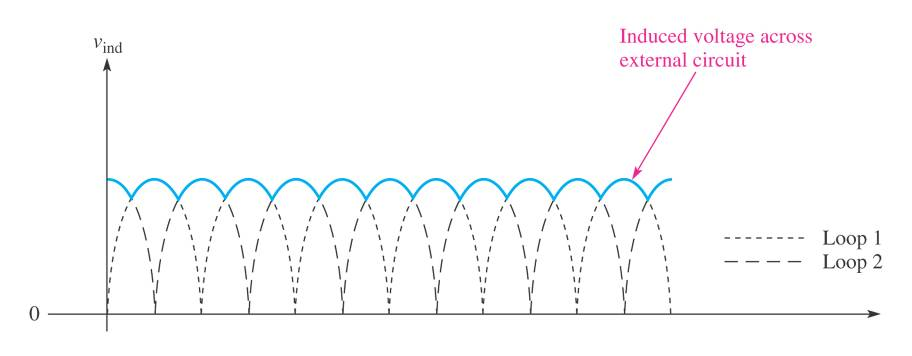 v_ind
Induced voltage across
external circuit
Loop 1
Loop 2
0